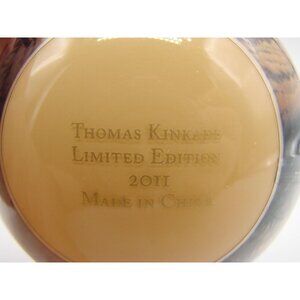 Thomas Kinkade
Limited Edition
2011
Made in China